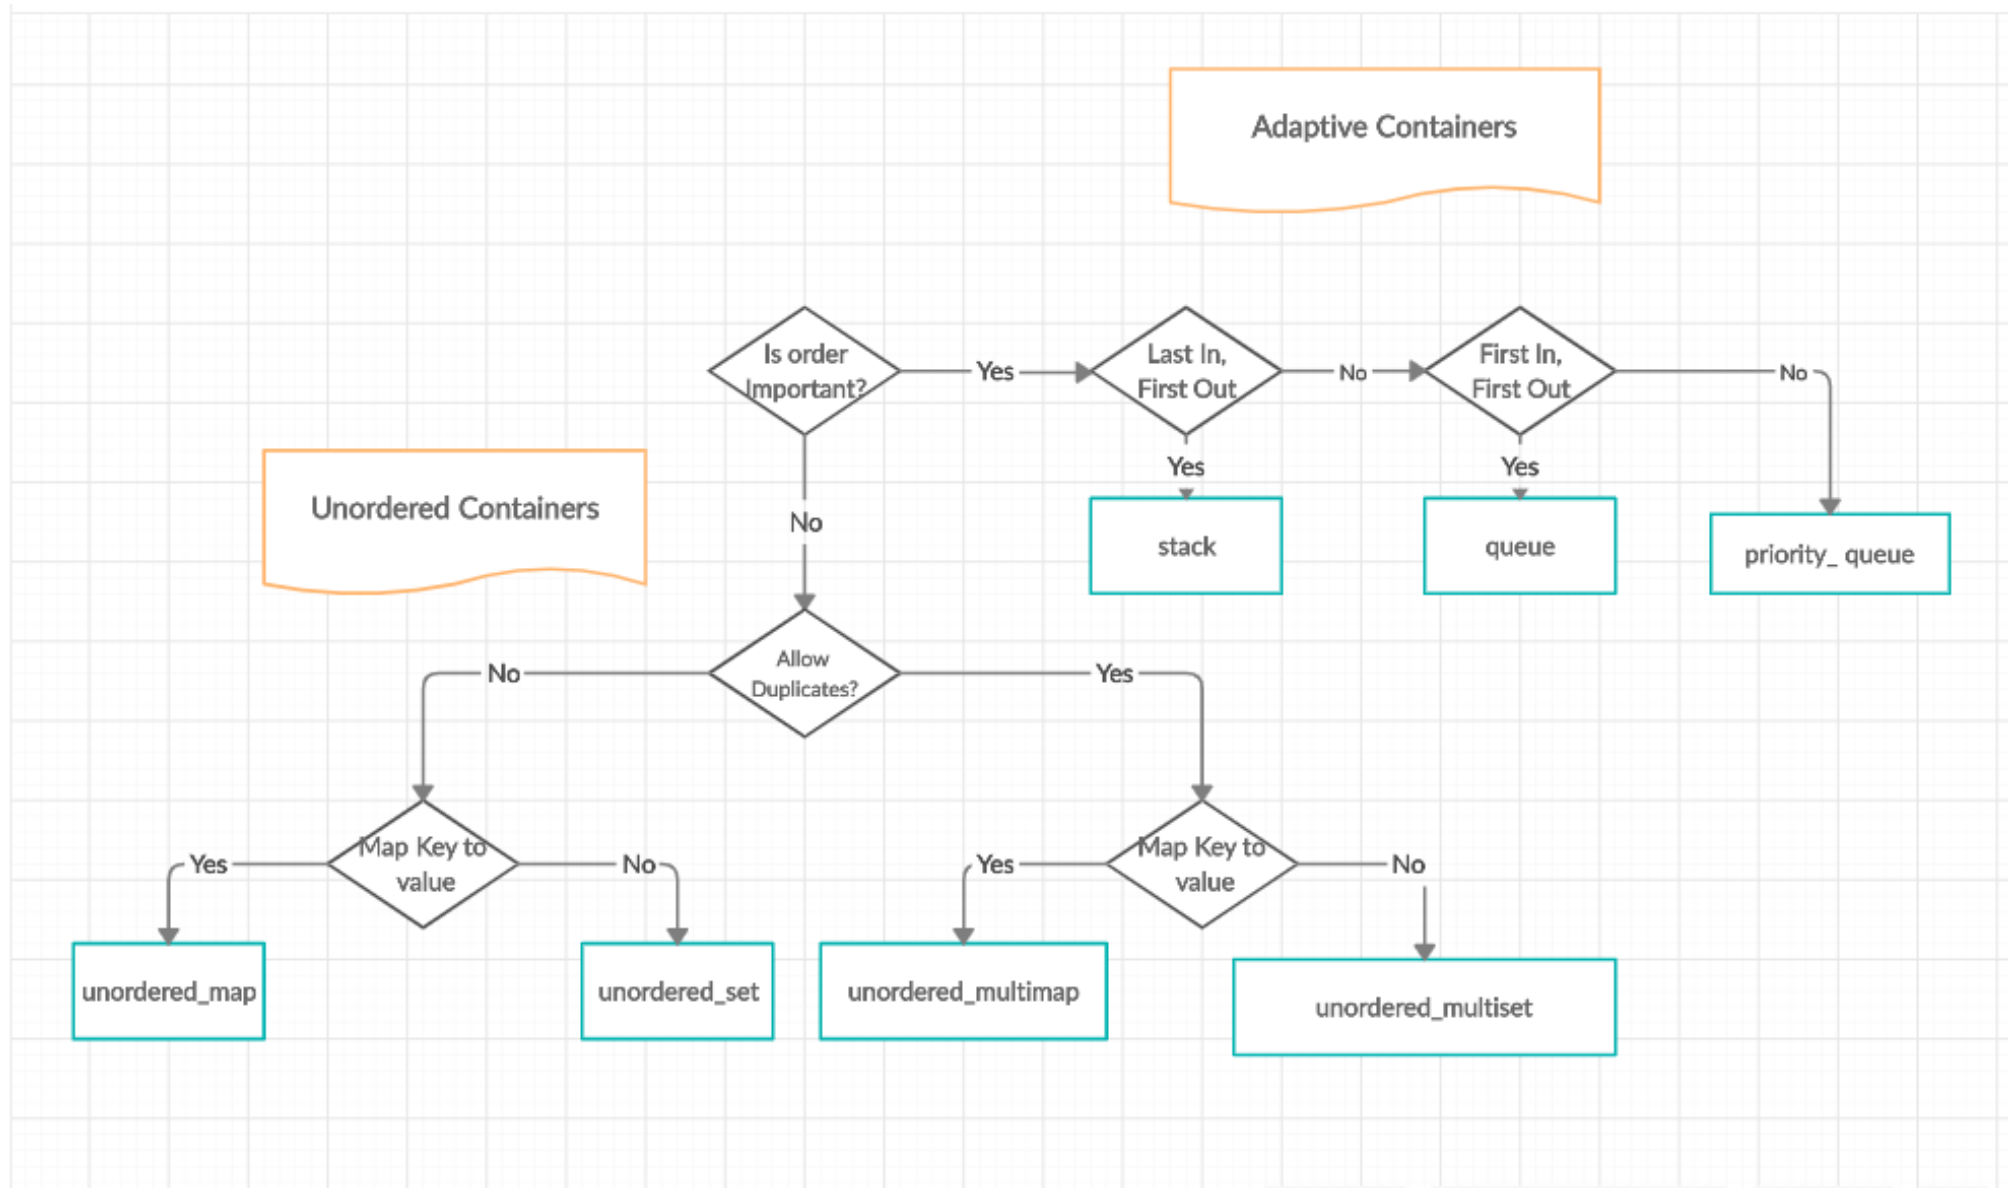 Adaptive Containers
Is order
Important?
Yes
Last In,
First Out
No
First In,
First Out
No
Yes
Yes
Unordered Containers
No
stack
queue
priority_ queue
No
Allow
Duplicates?
Yes
Yes
Map Key to
value
No
Yes
Map Key to
value
No
unordered_map
unordered_set
unordered_multimap
unordered_multiset